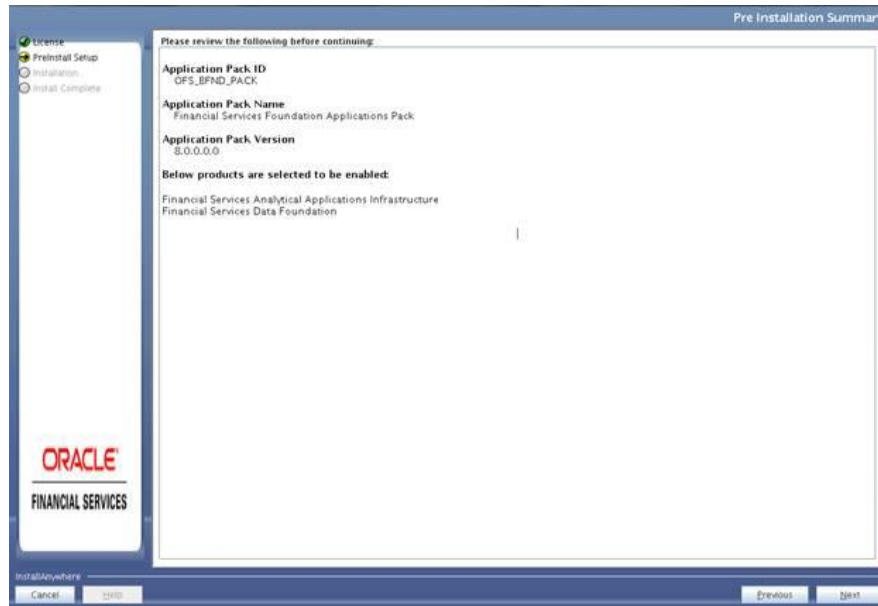 Pre Installation Summar
License
PreInstall Setup
Installation...
Install Complete
Please review the following before continuing:
Application Pack ID
OFS_BFND_PACK
Application Pack Name
Financial Services Foundation Applications Pack
Application Pack Version
8.0.0.0.0
Below products are selected to be enabled:
Financial Services Analytical Applications Infrastructure
Financial Services Data Foundation
ORACLE
FINANCIAL SERVICES
InstallAnywhere
Cancel Help Previous Next